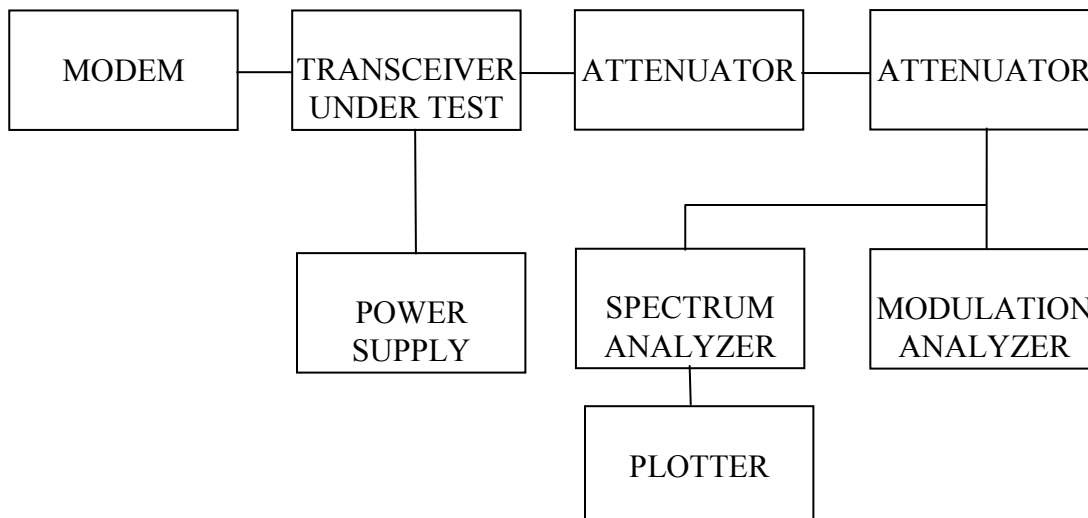 MODEM
TRANSCEIVER
UNDER TEST
ATTENUATOR
ATTENUATOR
POWER
SUPPLY
SPECTRUM
ANALYZER
MODULATION
ANALYZER
PLOTTER